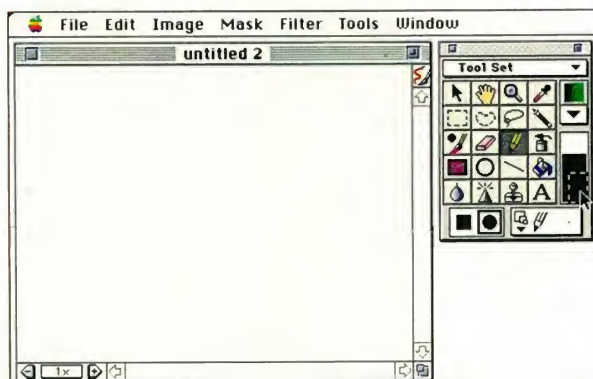 File Edit Image Mask Filter Tools Window
untitled 2
Tool Set
A
1x